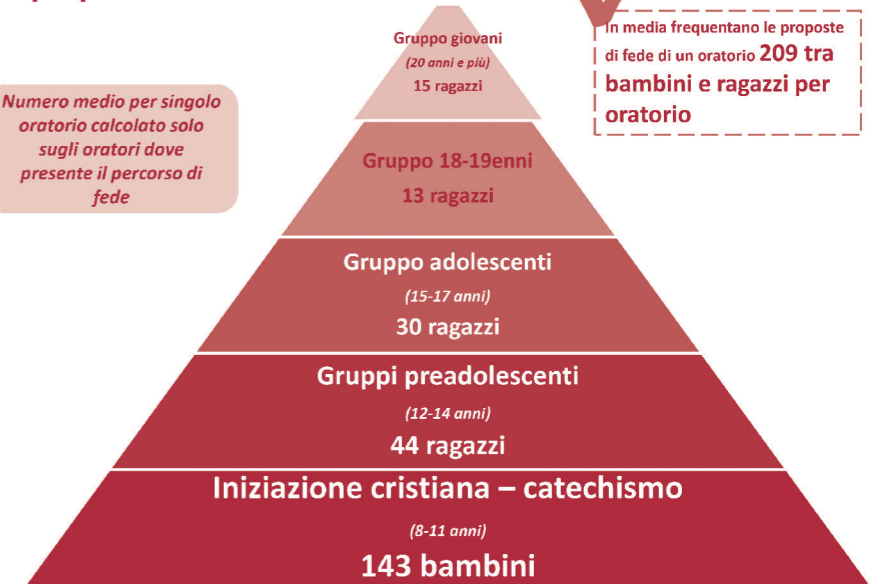 Gruppo giovani
(20 anni e più)
15 ragazzi
In media frequentano le proposte
di fede di un oratorio 209 tra
bambini e ragazzi per
oratorio
Numero medio per singolo
oratorio calcolato solo
sugli oratori dove
presente il percorso di
fede
Gruppo 18-19enni
13 ragazzi
Gruppo adolescenti
(15-17 anni)
30 ragazzi
Gruppi preadolescenti
(12-14 anni)
44 ragazzi
Iniziazione cristiana – catechismo
(8-11 anni)
143 bambini